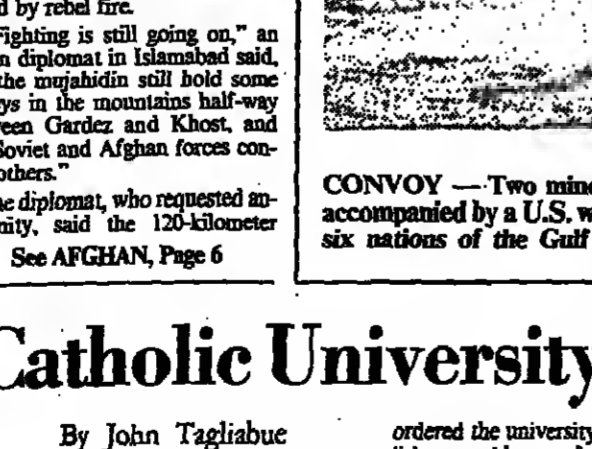 d by rebel fire.
Fighting is still going on," an
n diplomat in Islamabad said,
the mujahidin still hold some
ys in the mountains half-way
veen Gardez and Khost, and
Soviet and Afghan forces con-
others."
he diplomat, who requested an-
nity, said the 120-kilometer
See AFGHAN, Page 6
CONVOY — Two mine
accompanied by a U.S. w
six nations of the Gulf
Catholic University
By John Tagliabue
ordered the university